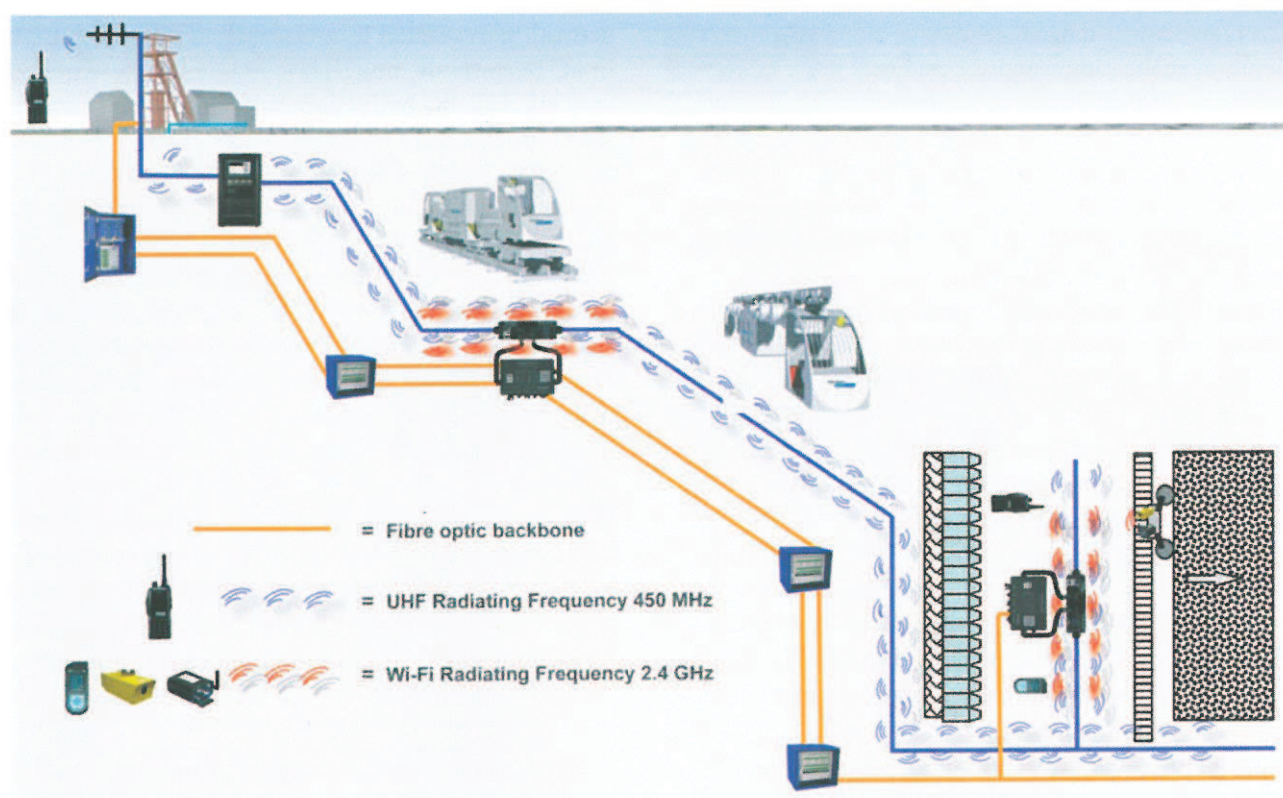 = Fibre optic backbone
= UHF Radiating Frequency 450 MHz
= Wi-Fi Radiating Frequency 2.4 GHz